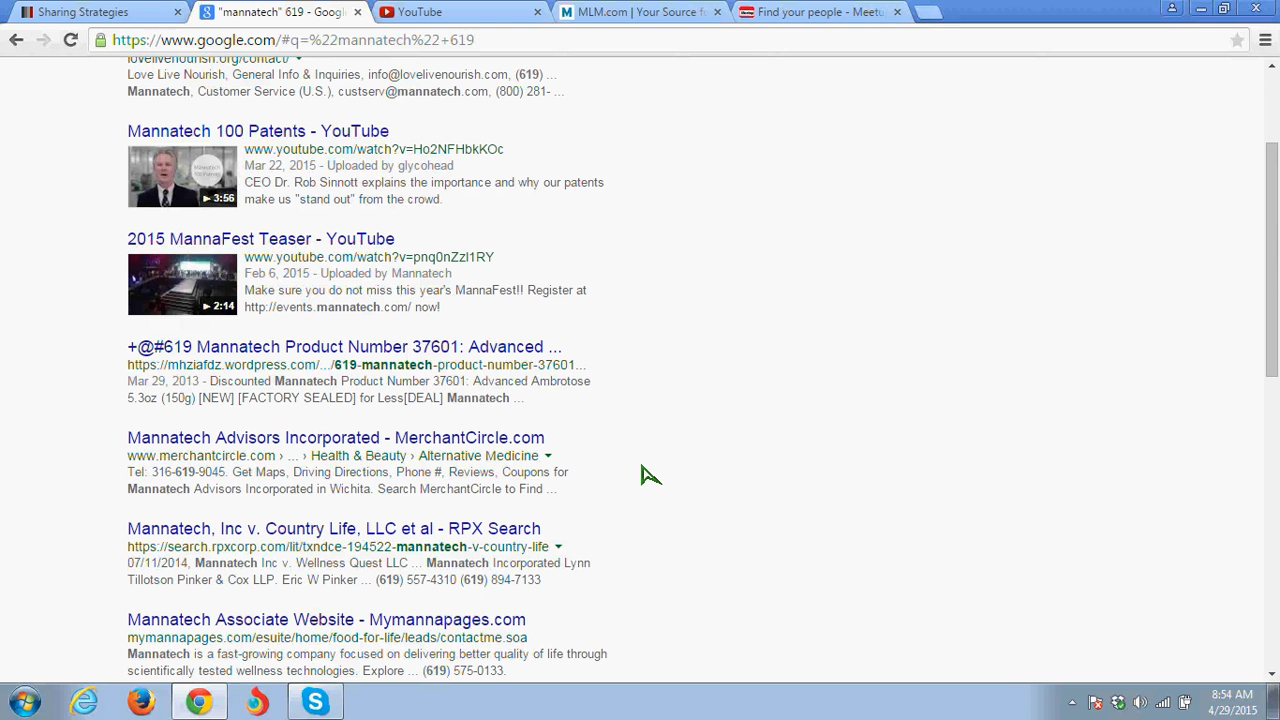 Sharing Strategies
"mannatech" 619 - Googl
YouTube
MLM.com | Your Source fo
Find your people - Meetu
https://www.google.com/#q=%22mannatech%22+619
lovelivenourish.org/contact/
Love Live Nourish, General Info & Inquiries, info@lovelivenourish.com, (619) ...
Mannatech, Customer Service (U.S.), custserv@mannatech.com, (800) 281- ...
Mannatech 100 Patents - YouTube
www.youtube.com/watch?v=Ho2NFHbkKOc
Mar 22, 2015 - Uploaded by glycohead
CEO Dr. Rob Sinnott explains the importance and why our patents
make us "stand out" from the crowd.
3:56
2015 MannaFest Teaser - YouTube
www.youtube.com/watch?v=pnq0nZzI1RY
Feb 6, 2015 - Uploaded by Mannatech
Make sure you do not miss this year's MannaFest!! Register at
http://events.mannatech.com/ now!
2:14
+@#619 Mannatech Product Number 37601: Advanced ...
https://mhziafdz.wordpress.com/.../619-mannatech-product-number-37601...
Mar 29, 2013 - Discounted Mannatech Product Number 37601: Advanced Ambrotose
5.3oz (150g) [NEW] [FACTORY SEALED] for Less[DEAL] Mannatech ...
Mannatech Advisors Incorporated - MerchantCircle.com
www.merchantcircle.com › ... › Health & Beauty › Alternative Medicine
Tel: 316-619-9045. Get Maps, Driving Directions, Phone #, Reviews, Coupons for
Mannatech Advisors Incorporated in Wichita. Search MerchantCircle to Find ...
Mannatech, Inc v. Country Life, LLC et al - RPX Search
https://search.rpxcorp.com/lit/txndce-194522-mannatech-v-country-life
07/11/2014, Mannatech Inc v. Wellness Quest LLC ... Mannatech Incorporated Lynn
Tillotson Pinker & Cox LLP. Eric W Pinker ... (619) 557-4310 (619) 894-7133
Mannatech Associate Website - Mymannapages.com
mymannapages.com/esuite/home/food-for-life/leads/contactme.soa
Mannatech is a fast-growing company focused on delivering better quality of life through
scientifically tested wellness technologies. Explore ... (619) 575-0133.
8:54 AM
4/29/2015